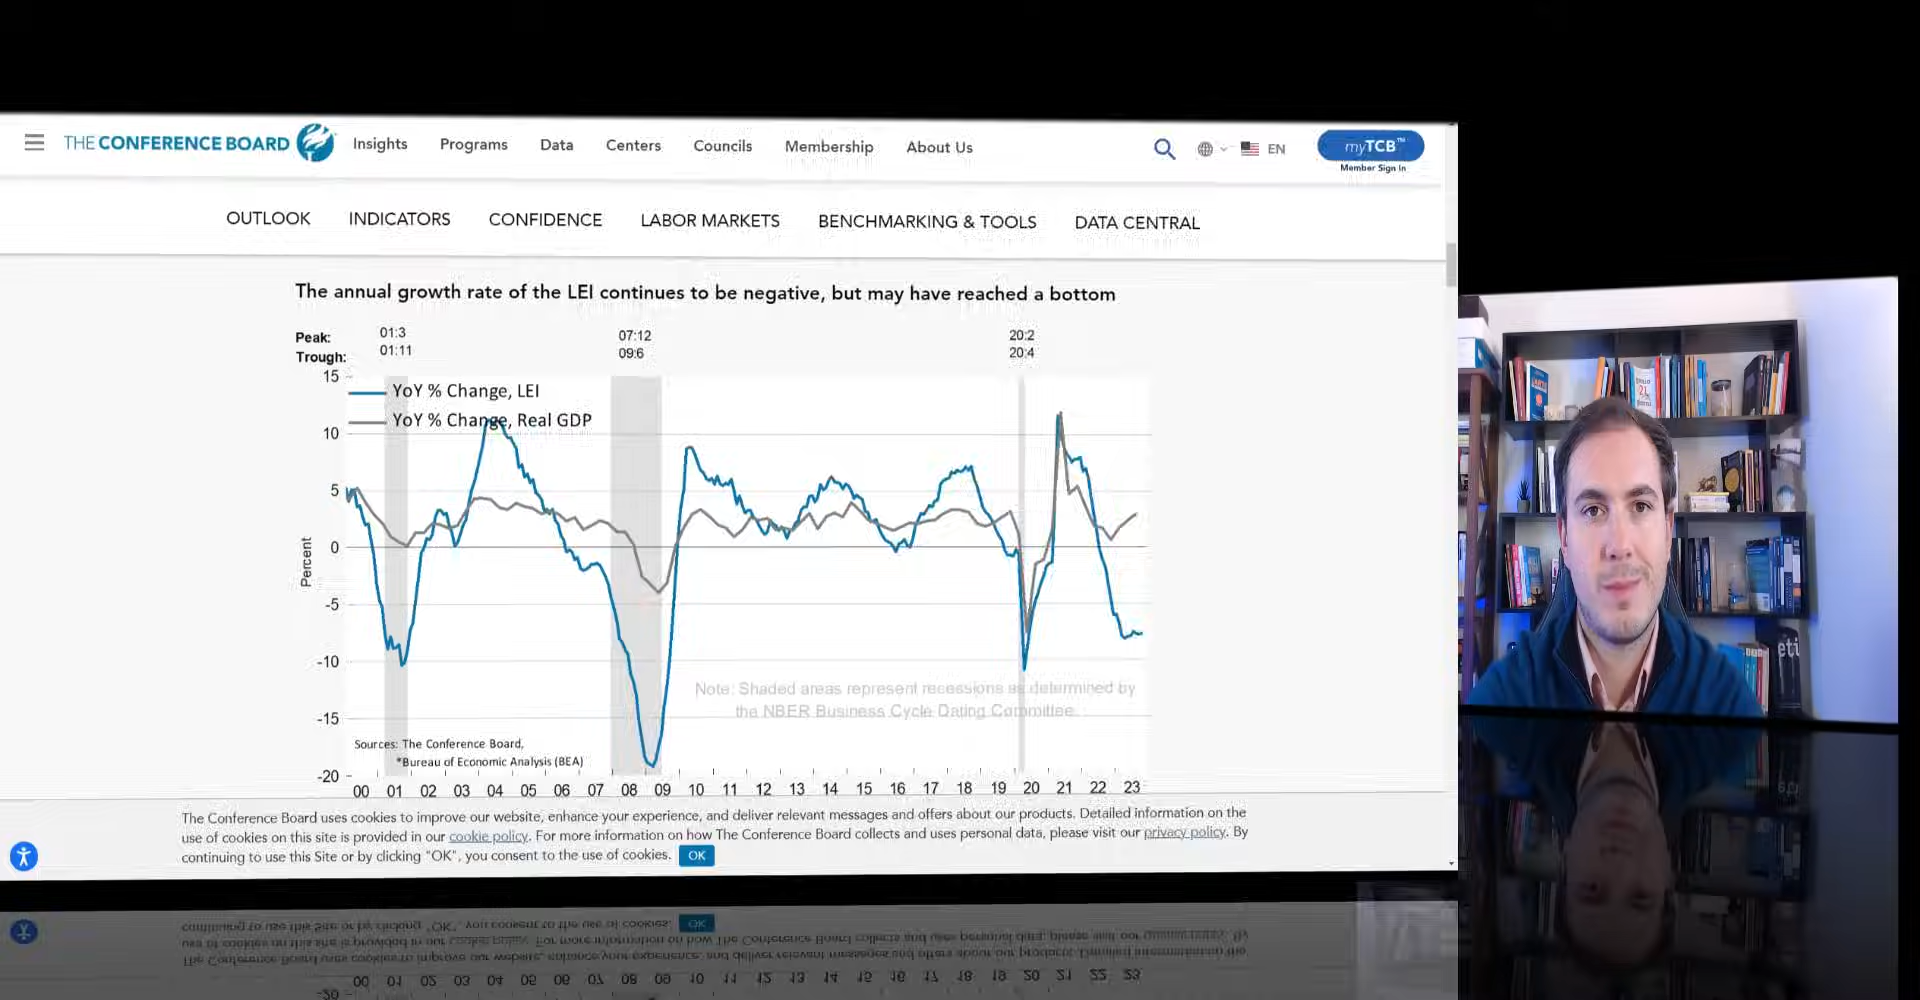 THE CONFERENCE BOARD
Insights Programs Data Centers Councils Membership About Us
EN
myTCB™
Member Sign In
OUTLOOK INDICATORS CONFIDENCE LABOR MARKETS BENCHMARKING & TOOLS DATA CENTRAL
The annual growth rate of the LEI continues to be negative, but may have reached a bottom
Peak: 01:3 07:12 20:2
Trough: 01:11 09:6 20:4
15
YoY % Change, LEI
YoY % Change, Real GDP
10
5
0
Percent
-5
-10
Note: Shaded areas represent recessions as determined by
the NBER Business Cycle Dating Committee.
-15
Sources: The Conference Board,
*Bureau of Economic Analysis (BEA)
-20
00 01 02 03 04 05 06 07 08 09 10 11 12 13 14 15 16 17 18 19 20 21 22 23
The Conference Board uses cookies to improve our website, enhance your experience, and deliver relevant messages and offers about our products. Detailed information on the
use of cookies on this site is provided in our cookie policy. For more information on how The Conference Board collects and uses personal data, please visit our privacy policy. By
continuing to use this Site or by clicking "OK", you consent to the use of cookies. OK
eti